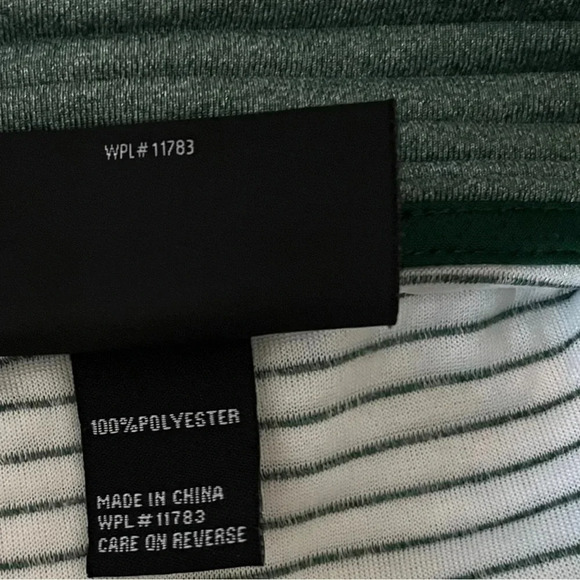 WPL# 11783
100%POLYESTER
MADE IN CHINA
WPL# 11783
CARE ON REVERSE